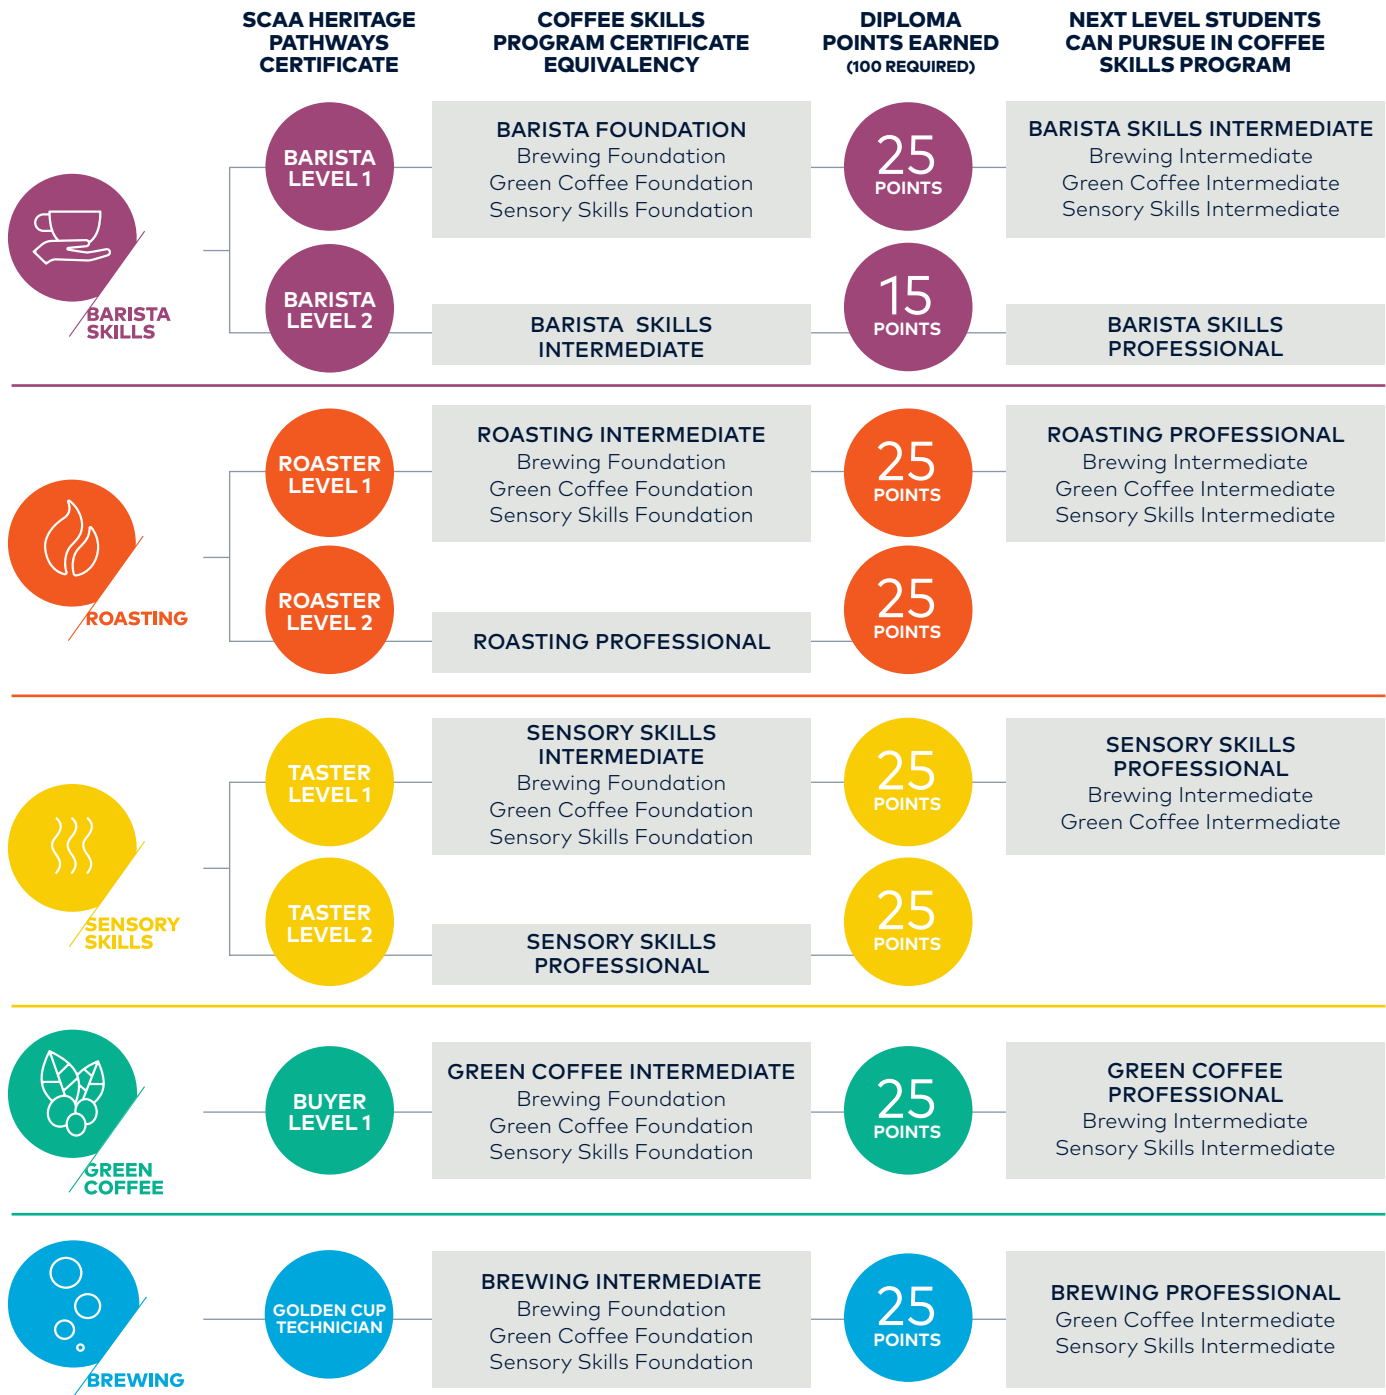 SCAA HERITAGE
PATHWAYS
CERTIFICATE
COFFEE SKILLS
PROGRAM CERTIFICATE
EQUIVALENCY
DIPLOMA
POINTS EARNED
(100 REQUIRED)
NEXT LEVEL STUDENTS
CAN PURSUE IN COFFEE
SKILLS PROGRAM
BARISTA
SKILLS
BARISTA
LEVEL 1
BARISTA FOUNDATION
Brewing Foundation
Green Coffee Foundation
Sensory Skills Foundation
25
POINTS
BARISTA SKILLS INTERMEDIATE
Brewing Intermediate
Green Coffee Intermediate
Sensory Skills Intermediate
BARISTA
LEVEL 2
BARISTA SKILLS
INTERMEDIATE
15
POINTS
BARISTA SKILLS
PROFESSIONAL
ROASTING
ROASTER
LEVEL 1
ROASTING INTERMEDIATE
Brewing Foundation
Green Coffee Foundation
Sensory Skills Foundation
25
POINTS
ROASTING PROFESSIONAL
Brewing Intermediate
Green Coffee Intermediate
Sensory Skills Intermediate
ROASTER
LEVEL 2
ROASTING PROFESSIONAL
25
POINTS
SENSORY
SKILLS
TASTER
LEVEL 1
SENSORY SKILLS
INTERMEDIATE
Brewing Foundation
Green Coffee Foundation
Sensory Skills Foundation
25
POINTS
SENSORY SKILLS
PROFESSIONAL
Brewing Intermediate
Green Coffee Intermediate
TASTER
LEVEL 2
SENSORY SKILLS
PROFESSIONAL
25
POINTS
GREEN
COFFEE
BUYER
LEVEL 1
GREEN COFFEE INTERMEDIATE
Brewing Foundation
Green Coffee Foundation
Sensory Skills Foundation
25
POINTS
GREEN COFFEE
PROFESSIONAL
Brewing Intermediate
Sensory Skills Intermediate
BREWING
GOLDEN CUP
TECHNICIAN
BREWING INTERMEDIATE
Brewing Foundation
Green Coffee Foundation
Sensory Skills Foundation
25
POINTS
BREWING PROFESSIONAL
Green Coffee Intermediate
Sensory Skills Intermediate